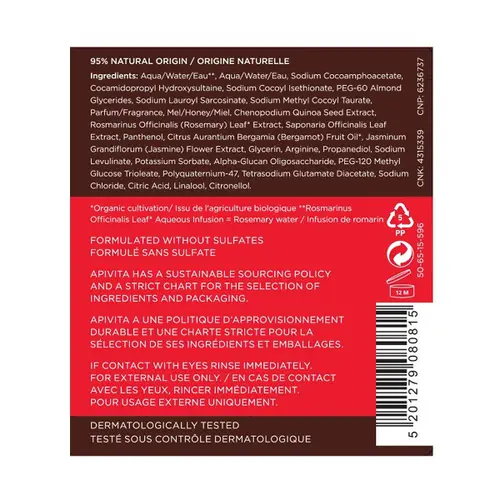 95% NATURAL ORIGIN / ORIGINE NATURELLE
Ingredients: Aqua/Water/Eau**, Aqua/Water/Eau, Sodium Cocoamphoacetate,
Cocamidopropyl Hydroxysultaine, Sodium Cocoyl Isethionate, PEG-60 Almond
Glycerides, Sodium Lauroyl Sarcosinate, Sodium Methyl Cocoyl Taurate,
Parfum/Fragrance, Mel/Honey/Miel, Chenopodium Quinoa Seed Extract,
Rosmarinus Officinalis (Rosemary) Leaf* Extract, Saponaria Officinalis Leaf
Extract, Panthenol, Citrus Aurantium Bergamia (Bergamot) Fruit Oil*, Jasminum
Grandiflorum (Jasmine) Flower Extract, Glycerin, Arginine, Propanediol, Sodium
Levulinate, Potassium Sorbate, Alpha-Glucan Oligosaccharide, PEG-120 Methyl
Glucose Trioleate, Polyquaternium-47, Tetrasodium Glutamate Diacetate, Sodium
Chloride, Citric Acid, Linalool, Citronellol.
*Organic cultivation/ Issu de l'agriculture biologique **Rosmarinus
Officinalis Leaf* Aqueous Infusion = Rosemary water / Infusion de romarin
FORMULATED WITHOUT SULFATES
FORMULÉ SANS SULFATE
APIVITA HAS A SUSTAINABLE SOURCING POLICY
AND A STRICT CHART FOR THE SELECTION OF
INGREDIENTS AND PACKAGING.
APIVITA A UNE POLITIQUE D'APPROVISIONNEMENT
DURABLE ET UNE CHARTE STRICTE POUR LA
SÉLECTION DE SES INGRÉDIENTS ET EMBALLAGES.
IF CONTACT WITH EYES RINSE IMMEDIATELY.
FOR EXTERNAL USE ONLY. / EN CAS DE CONTACT
AVEC LES YEUX, RINCER IMMÉDIATEMENT.
POUR USAGE EXTERNE UNIQUEMENT.
DERMATOLOGICALLY TESTED
TESTÉ SOUS CONTRÔLE DERMATOLOGIQUE
CNK: 4315339 CNP: 6236737
5
PP
50-65-15-596
12 M
5 201279 080815